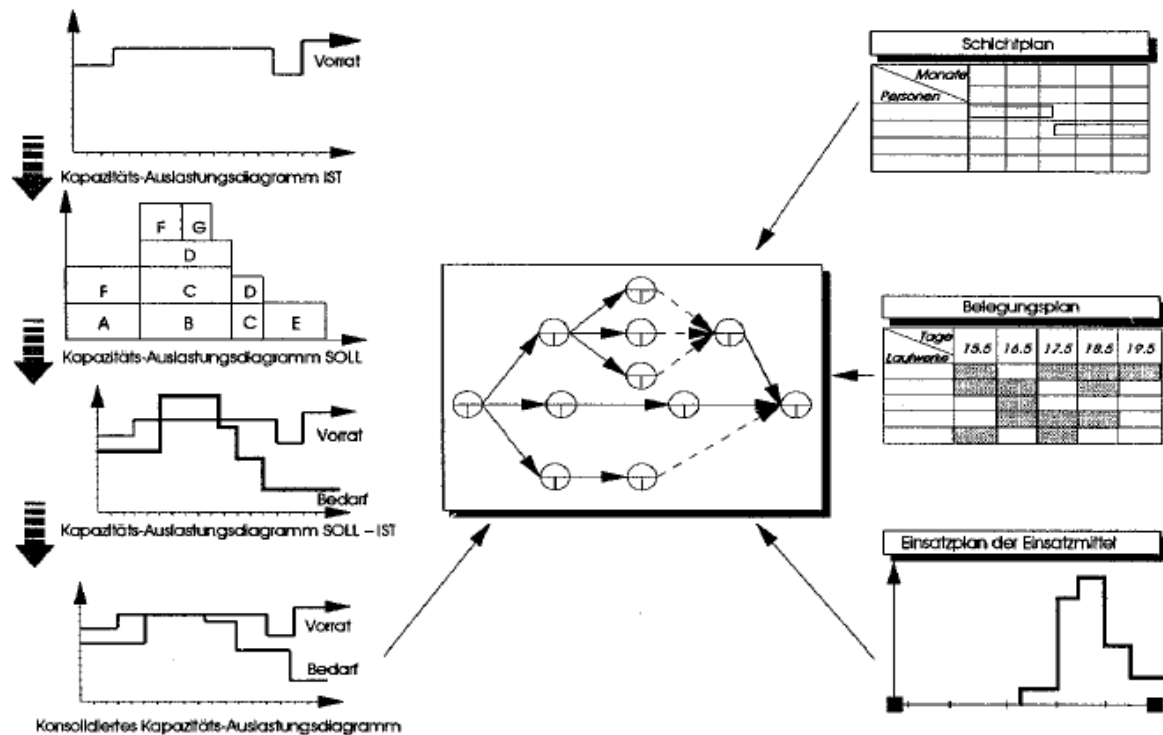 Vorrat
Kapazitäts-Auslastungsdiagramm IST
F G
D
F C D
A B C E
Kapazitäts-Auslastungsdiagramm SOLL
Vorrat
Bedarf
Kapazitäts-Auslastungsdiagramm SOLL – IST
Vorrat
Bedarf
Konsolidiertes Kapazitäts-Auslastungsdiagramm
Schichtplan
Monate
Personen
Belegungsplan
Tage
Laufwerke
15.5 16.5 17.5 18.5 19.5
Einsatzplan der Einsatzmittel